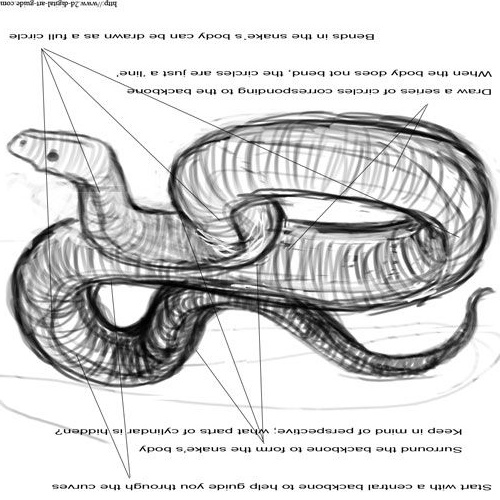 Start with a central backbone to help guide you through the curves
Surround the backbone to form the snake's body
Keep in mind of perspective; what parts of cylindar is hidden?
Draw a series of circles corresponding to the backbone
When the body does not bend, the circles are just a 'line'
Bends in the snake's body can be drawn as a full circle
http://www.2d-digital-art-guide.com